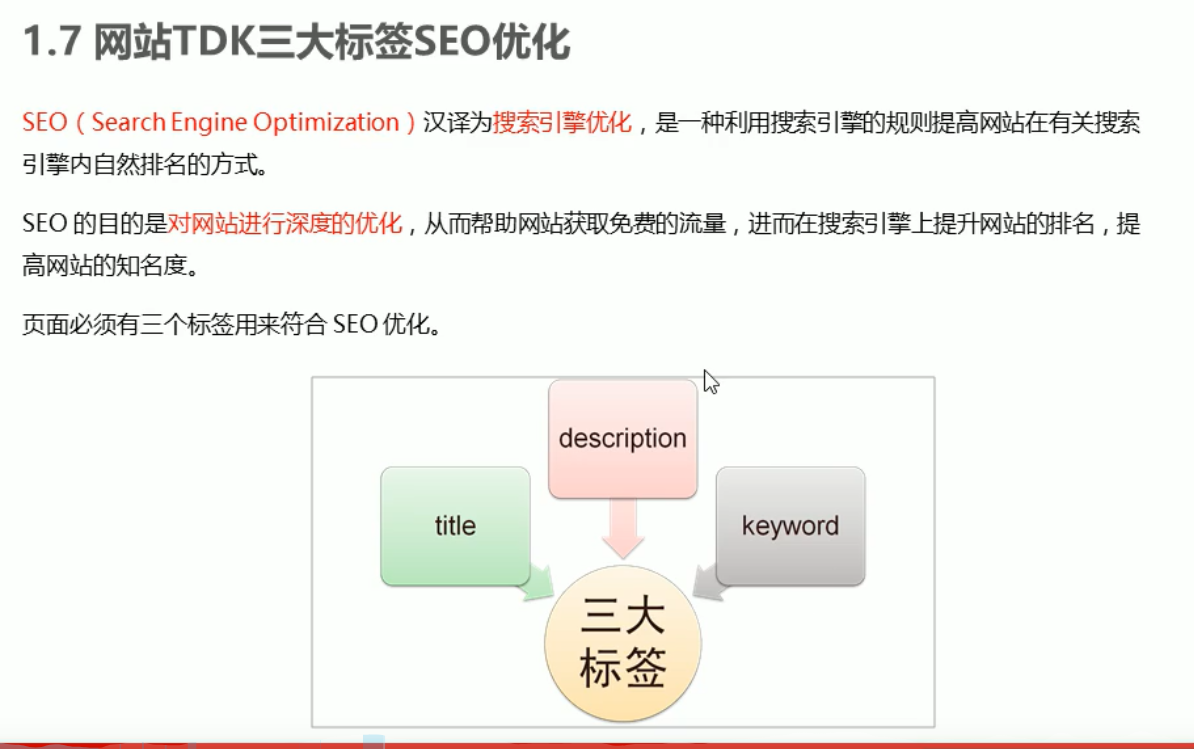 1.7 网站TDK三大标签SEO优化
SEO（Search Engine Optimization）汉译为搜索引擎优化，是一种利用搜索引擎的规则提高网站在有关搜索
引擎内自然排名的方式。
SEO 的目的是对网站进行深度的优化，从而帮助网站获取免费的流量，进而在搜索引擎上提升网站的排名，提
高网站的知名度。
页面必须有三个标签用来符合 SEO 优化。
description
title
keyword
三大
标签